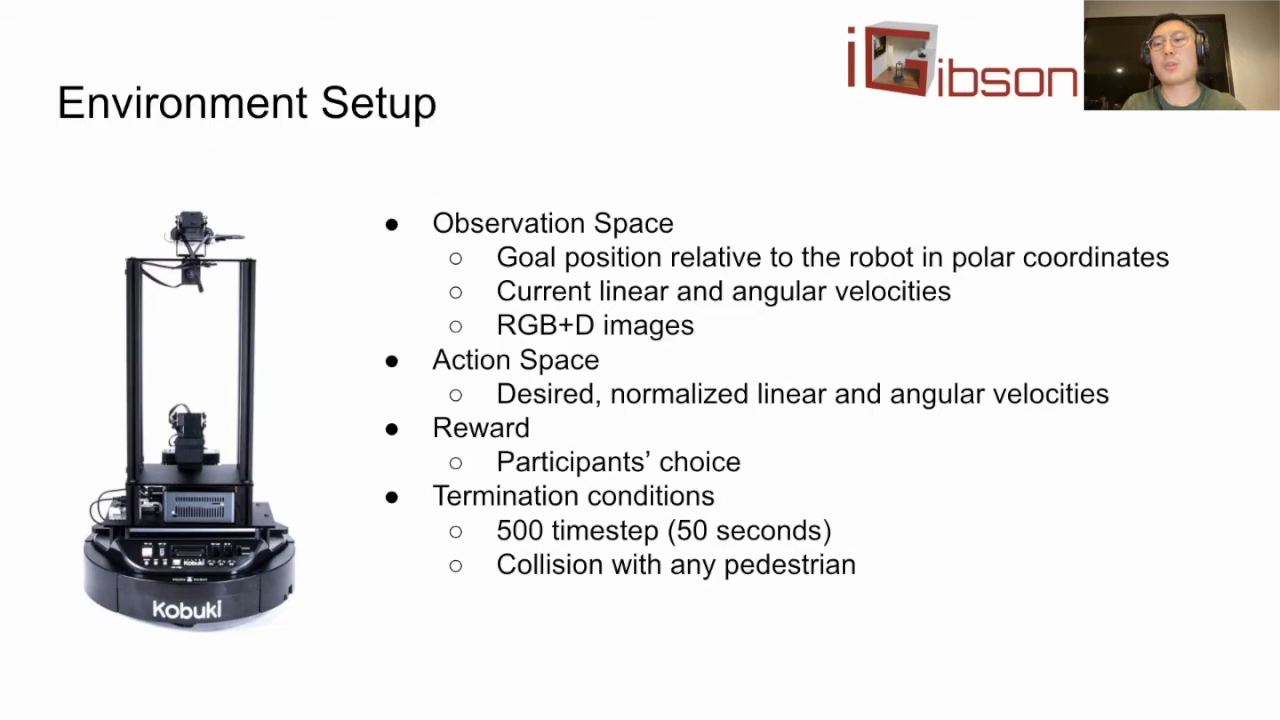 iGibson
Environment Setup
● Observation Space
○ Goal position relative to the robot in polar coordinates
○ Current linear and angular velocities
○ RGB+D images
● Action Space
○ Desired, normalized linear and angular velocities
● Reward
○ Participants’ choice
● Termination conditions
○ 500 timestep (50 seconds)
○ Collision with any pedestrian
Kobuki